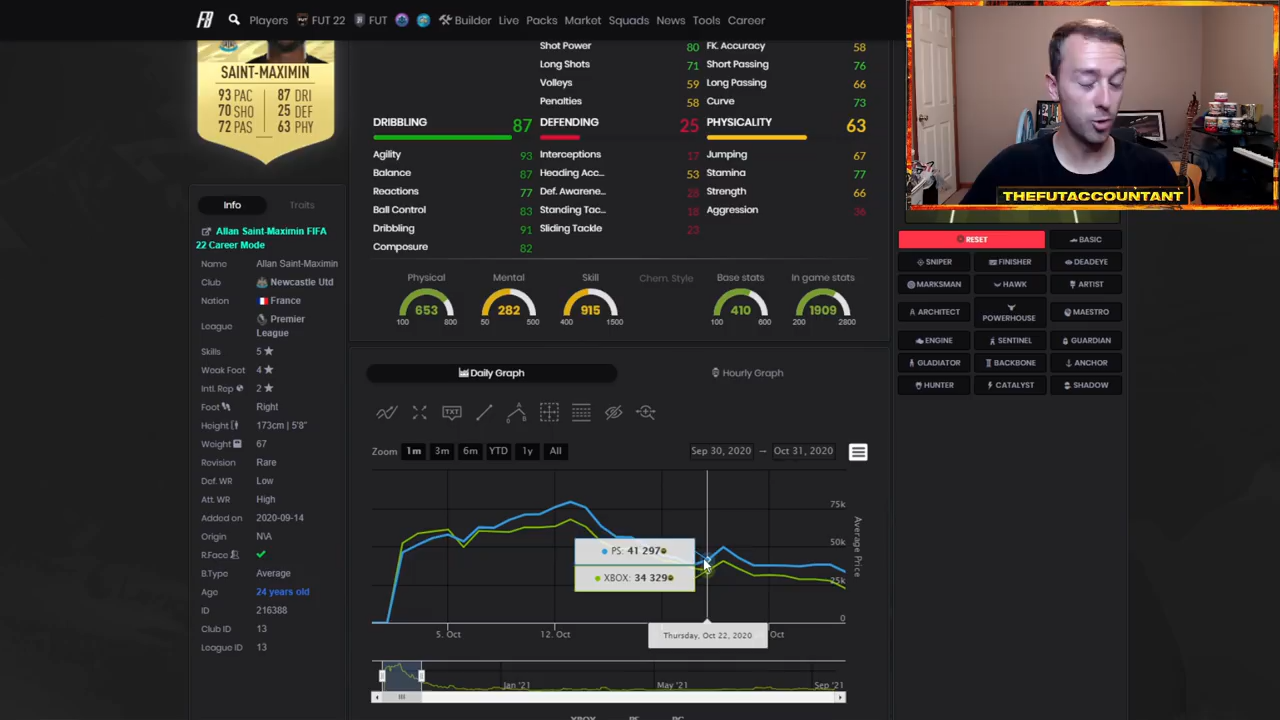 FB Players FUT 22 FUT Builder Live Packs Market Squads News Tools Career
SAINT-MAXIMIN
93 PAC 87 DRI
70 SHO 25 DEF
72 PAS 63 PHY
Shot Power 80 FK. Accuracy 58
Long Shots 71 Short Passing 76
Volleys 59 Long Passing 66
Penalties 58 Curve 73
DRIBBLING 87 DEFENDING 25 PHYSICALITY 63
Agility 93 Interceptions 17 Jumping 67
Balance 87 Heading Acc... 53 Stamina 77
Reactions 77 Def. Awarene... 28 Strength 66
Ball Control 83 Standing Tac... 18 Aggression 36
Dribbling 91 Sliding Tackle 23
Composure 82
THEFUTACCOUNTANT
Info Traits
Allan Saint-Maximin FIFA
22 Career Mode
Name Allan Saint-Maximin
Club Newcastle Utd
Nation France
League Premier
League
Skills 5
Weak Foot 4
Intl. Rep 2
Foot Right
Height 173cm | 5'8"
Weight 67
Revision Rare
Def. WR Low
Att. WR High
Added on 2020-09-14
Origin N\A
R.Face
B.Type Average
Age 24 years old
ID 216388
Club ID 13
League ID 13
Physical Mental Skill Chem. Style Base stats In game stats
653 282 915 410 1909
100 800 50 500 400 1500 100 600 200 2800
RESET BASIC
SNIPER FINISHER DEADEYE
MARKSMAN HAWK ARTIST
ARCHITECT POWERHOUSE MAESTRO
ENGINE SENTINEL GUARDIAN
GLADIATOR BACKBONE ANCHOR
HUNTER CATALYST SHADOW
Daily Graph Hourly Graph
TXT
Zoom 1m 3m 6m YTD 1y All Sep 30, 2020 → Oct 31, 2020
75k
50k
25k
0
Average Price
PS: 41 297
XBOX: 34 329
5. Oct 12. Oct Thursday, Oct 22, 2020 Oct
Jan '21 May '21 Sep '21
XBOX PS PC